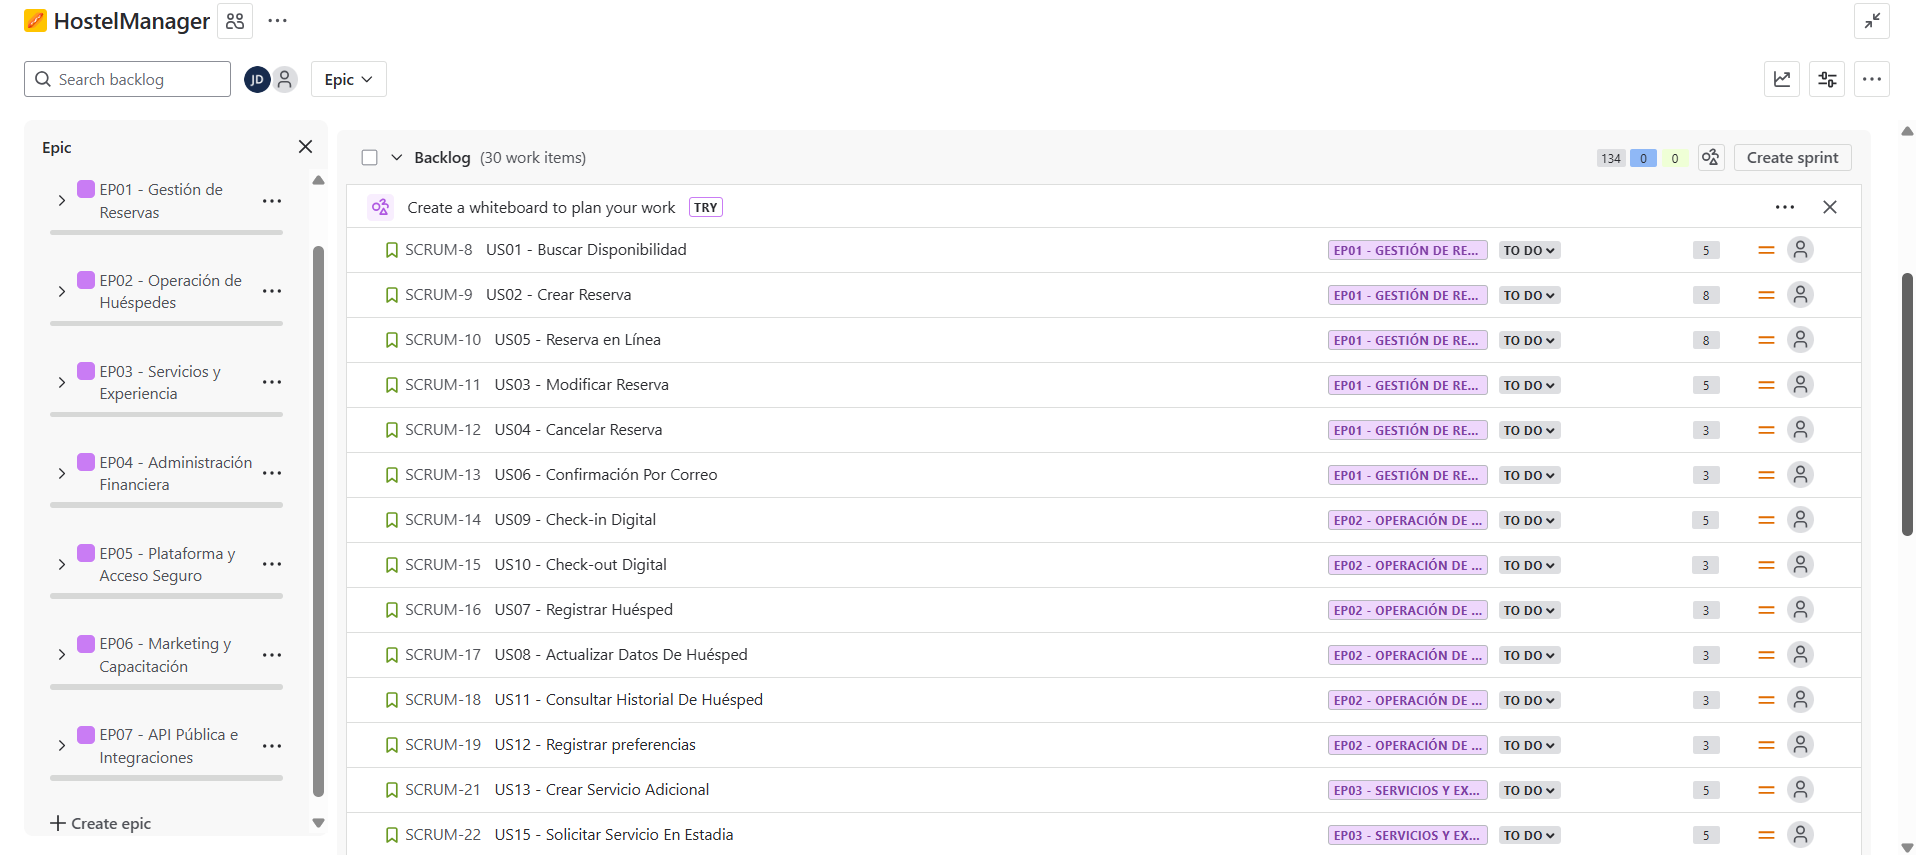 HostelManager
Search backlog
JD
Epic
Epic
EP01 - Gestión de
Reservas
EP02 - Operación de
Huéspedes
EP03 - Servicios y
Experiencia
EP04 - Administración
Financiera
EP05 - Plataforma y
Acceso Seguro
EP06 - Marketing y
Capacitación
EP07 - API Pública e
Integraciones
Create epic
Backlog (30 work items) 134 0 0 Create sprint
Create a whiteboard to plan your work TRY
SCRUM-8 US01 - Buscar Disponibilidad EP01 - GESTIÓN DE RE... TO DO 5
SCRUM-9 US02 - Crear Reserva EP01 - GESTIÓN DE RE... TO DO 8
SCRUM-10 US05 - Reserva en Línea EP01 - GESTIÓN DE RE... TO DO 8
SCRUM-11 US03 - Modificar Reserva EP01 - GESTIÓN DE RE... TO DO 5
SCRUM-12 US04 - Cancelar Reserva EP01 - GESTIÓN DE RE... TO DO 3
SCRUM-13 US06 - Confirmación Por Correo EP01 - GESTIÓN DE RE... TO DO 3
SCRUM-14 US09 - Check-in Digital EP02 - OPERACIÓN DE ... TO DO 5
SCRUM-15 US10 - Check-out Digital EP02 - OPERACIÓN DE ... TO DO 3
SCRUM-16 US07 - Registrar Huésped EP02 - OPERACIÓN DE ... TO DO 3
SCRUM-17 US08 - Actualizar Datos De Huésped EP02 - OPERACIÓN DE ... TO DO 3
SCRUM-18 US11 - Consultar Historial De Huésped EP02 - OPERACIÓN DE ... TO DO 3
SCRUM-19 US12 - Registrar preferencias EP02 - OPERACIÓN DE ... TO DO 3
SCRUM-21 US13 - Crear Servicio Adicional EP03 - SERVICIOS Y EX... TO DO 5
SCRUM-22 US15 - Solicitar Servicio En Estadia EP03 - SERVICIOS Y EX... TO DO 5